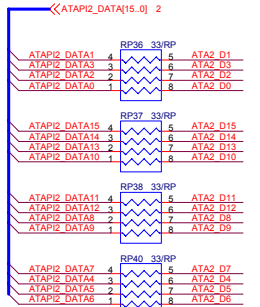 ATAPI2_DATA[15..0] 2
RP36 33/RP
ATAPI2_DATA1 4 5 ATA2_D1
ATAPI2_DATA3 3 6 ATA2_D3
ATAPI2_DATA2 2 7 ATA2_D2
ATAPI2_DATA0 1 8 ATA2_D0
RP37 33/RP
ATAPI2_DATA15 4 5 ATA2_D15
ATAPI2_DATA14 3 6 ATA2_D14
ATAPI2_DATA13 2 7 ATA2_D13
ATAPI2_DATA10 1 8 ATA2_D10
RP38 33/RP
ATAPI2_DATA11 4 5 ATA2_D11
ATAPI2_DATA12 3 6 ATA2_D12
ATAPI2_DATA8 2 7 ATA2_D8
ATAPI2_DATA9 1 8 ATA2_D9
RP40 33/RP
ATAPI2_DATA7 4 5 ATA2_D7
ATAPI2_DATA4 3 6 ATA2_D4
ATAPI2_DATA5 2 7 ATA2_D5
ATAPI2_DATA6 1 8 ATA2_D6